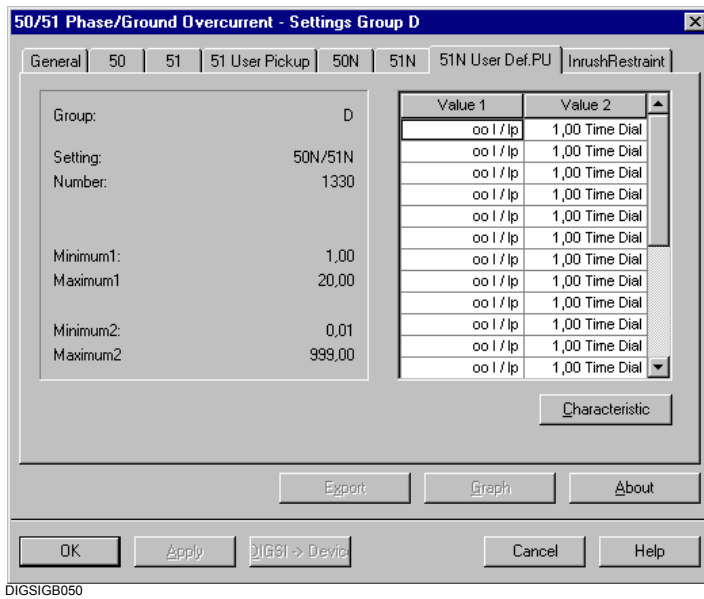 50/51 Phase/Ground Overcurrent - Settings Group D
General 50 51 51 User Pickup 50N 51N 51N User Def.PU InrushRestraint
Group: D
Setting: 50N/51N
Number: 1330
Minimum1: 1,00
Maximum1 20,00
Minimum2: 0,01
Maximum2 999,00
Value 1 Value 2
oo I / Ip 1,00 Time Dial
oo I / Ip 1,00 Time Dial
oo I / Ip 1,00 Time Dial
oo I / Ip 1,00 Time Dial
oo I / Ip 1,00 Time Dial
oo I / Ip 1,00 Time Dial
oo I / Ip 1,00 Time Dial
oo I / Ip 1,00 Time Dial
oo I / Ip 1,00 Time Dial
oo I / Ip 1,00 Time Dial
oo I / Ip 1,00 Time Dial
oo I / Ip 1,00 Time Dial
Characteristic
Export Graph About
OK Apply DIGSI -> Device Cancel Help
DIGSIGB050